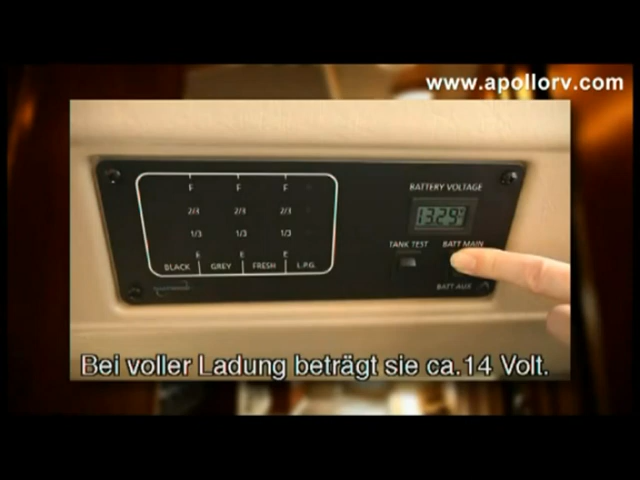 www.apollorv.com
BATTERY VOLTAGE
13.29
F F F
2/3 2/3 2/3
1/3 1/3 1/3
E E E
BLACK GREY FRESH L.P.G.
TANK TEST BATT MAIN
BATT AUX
Bei voller Ladung beträgt sie ca.14 Volt.